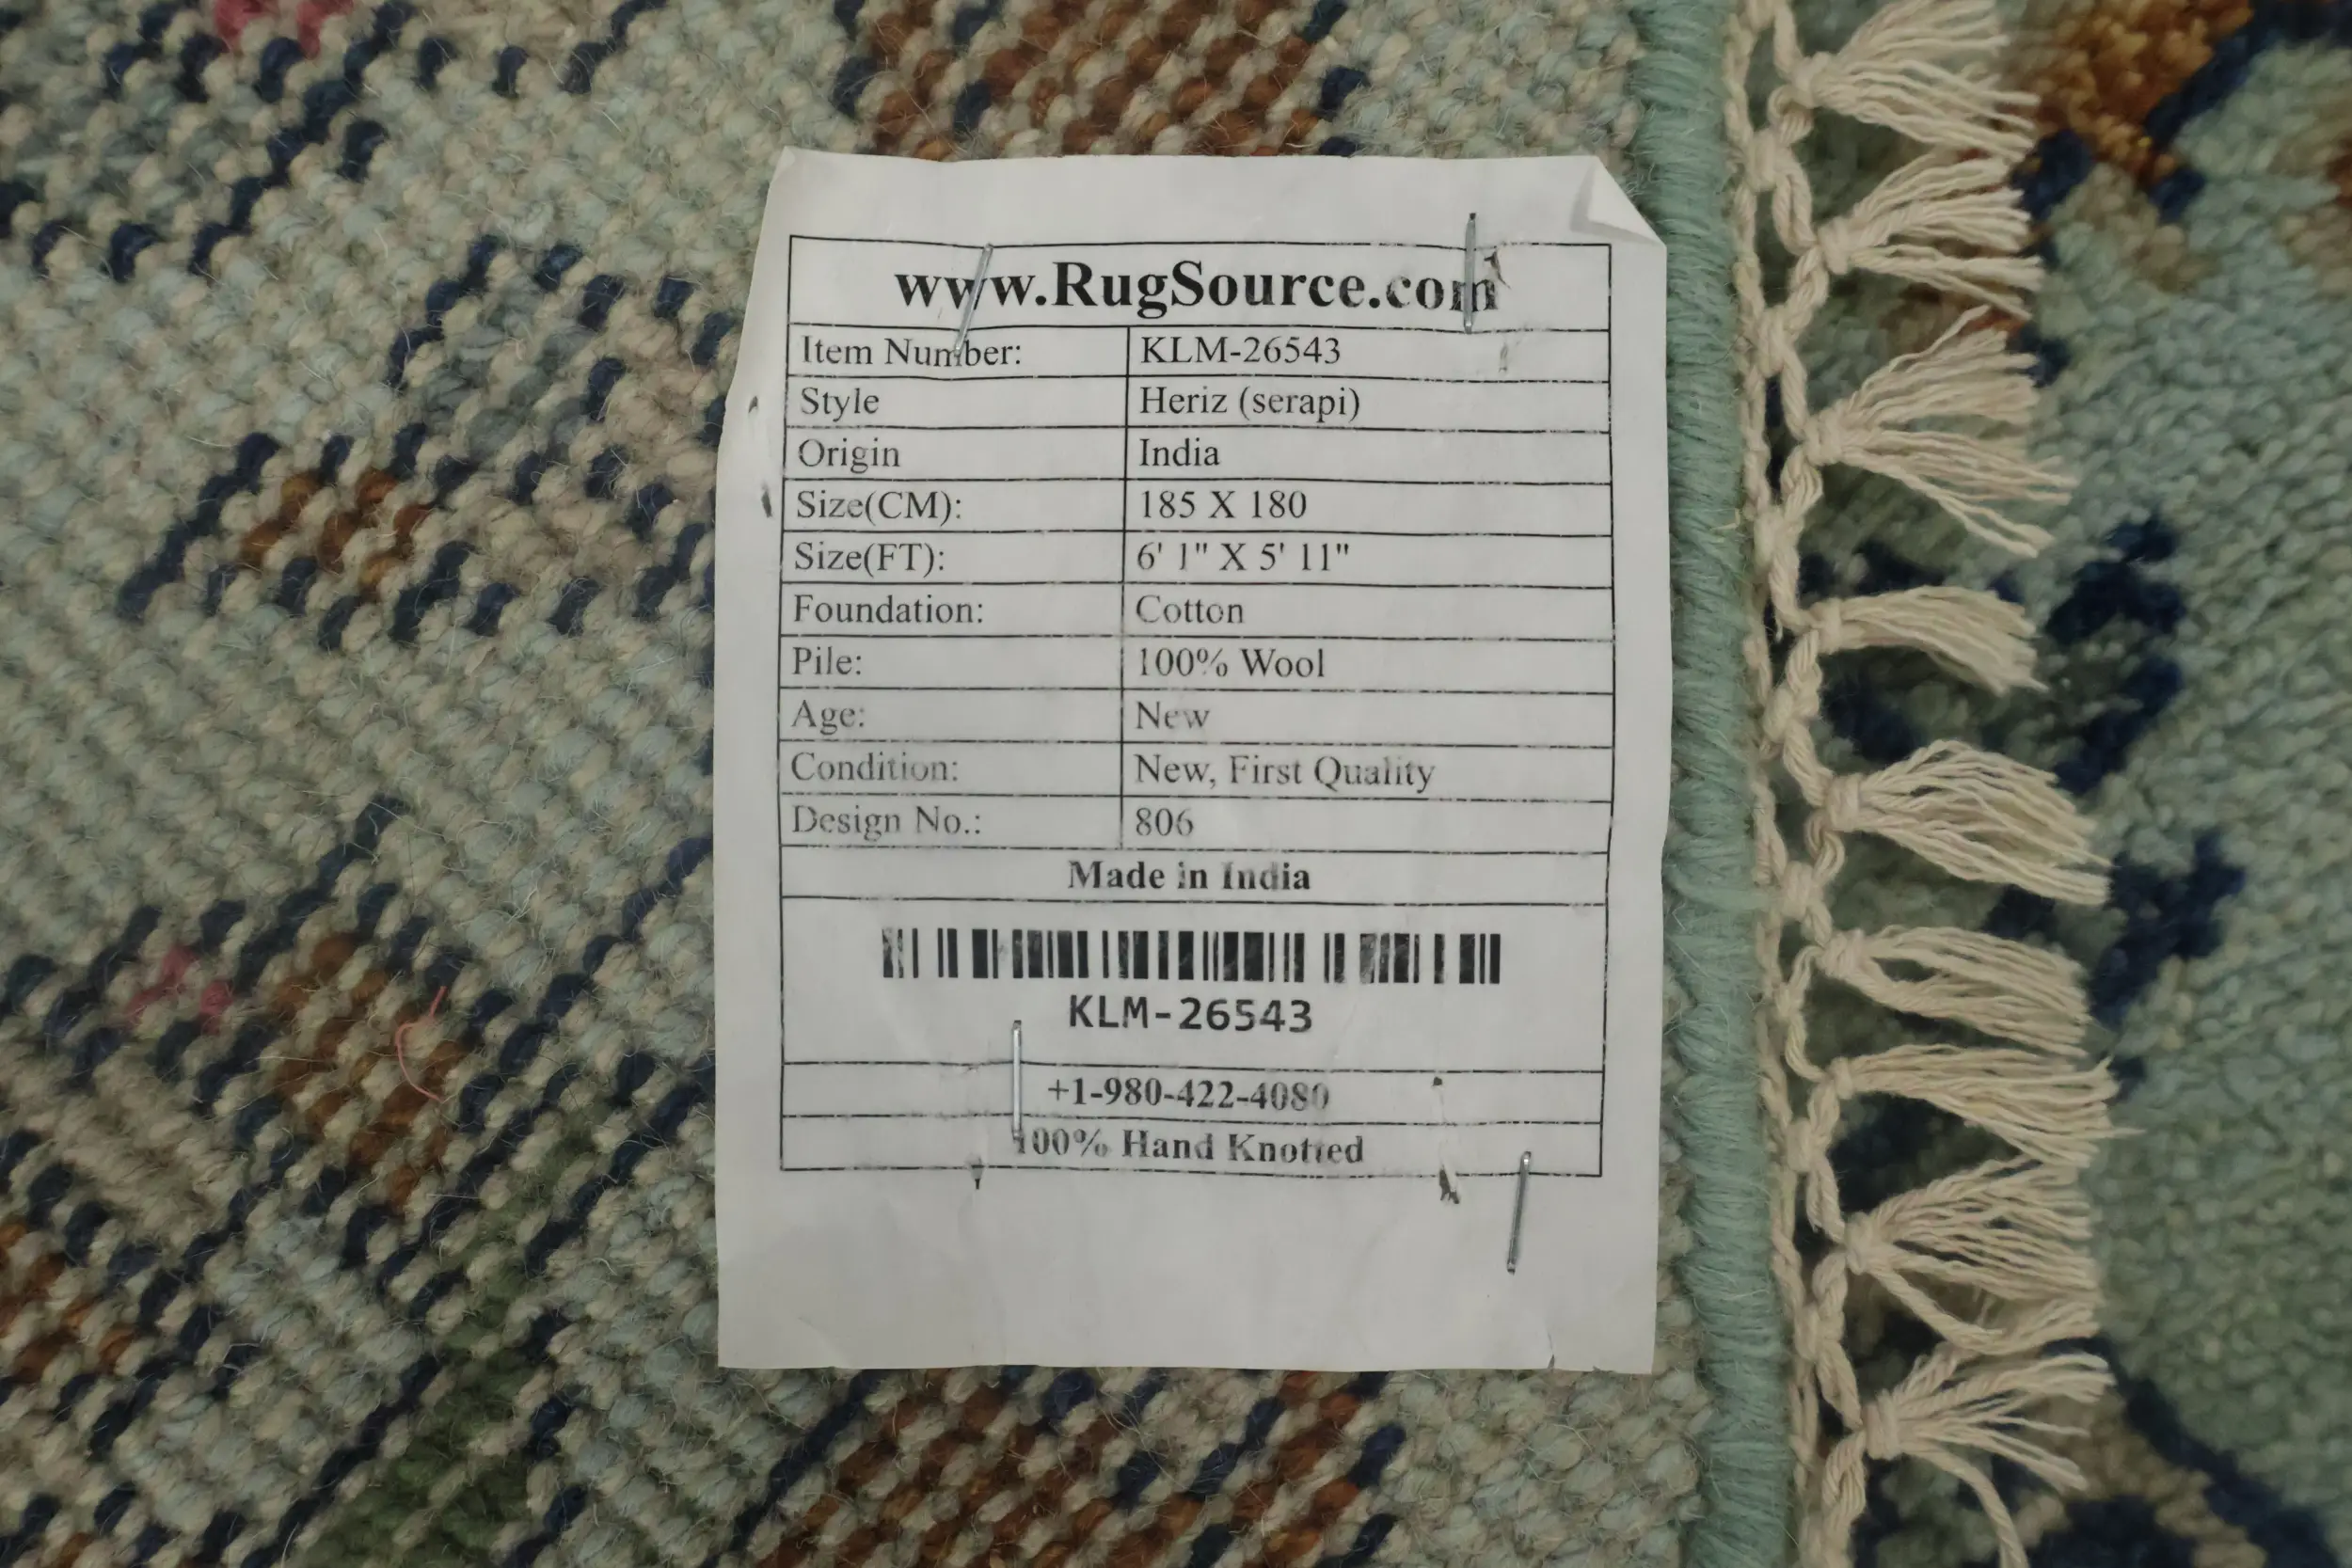 www.RugSource.com
Item Number: KLM-26543
Style Heriz (serapi)
Origin India
Size(CM): 185 X 180
Size(FT): 6' 1" X 5' 11"
Foundation: Cotton
Pile: 100% Wool
Age: New
Condition: New, First Quality
Design No.: 806
Made in India
KLM-26543
+1-980-422-4080
100% Hand Knotted